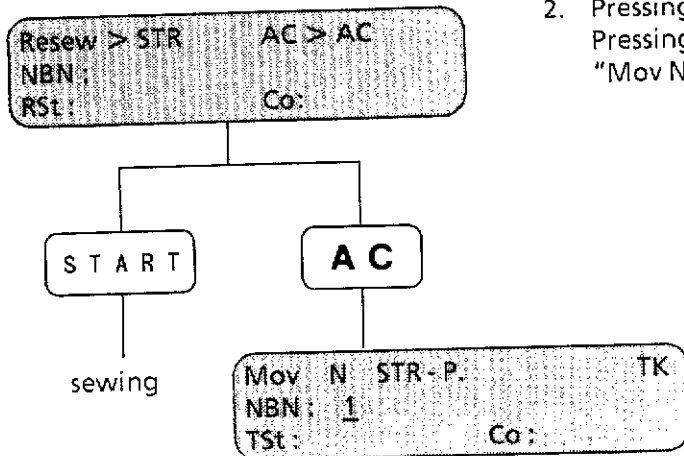 2. Pressing
Pressing
"Mov N
Resew > STR AC > AC
NBN :
RSt : Co:
START
AC
sewing
Mov N STR-P. TK
NBN : 1
TSt : Co :